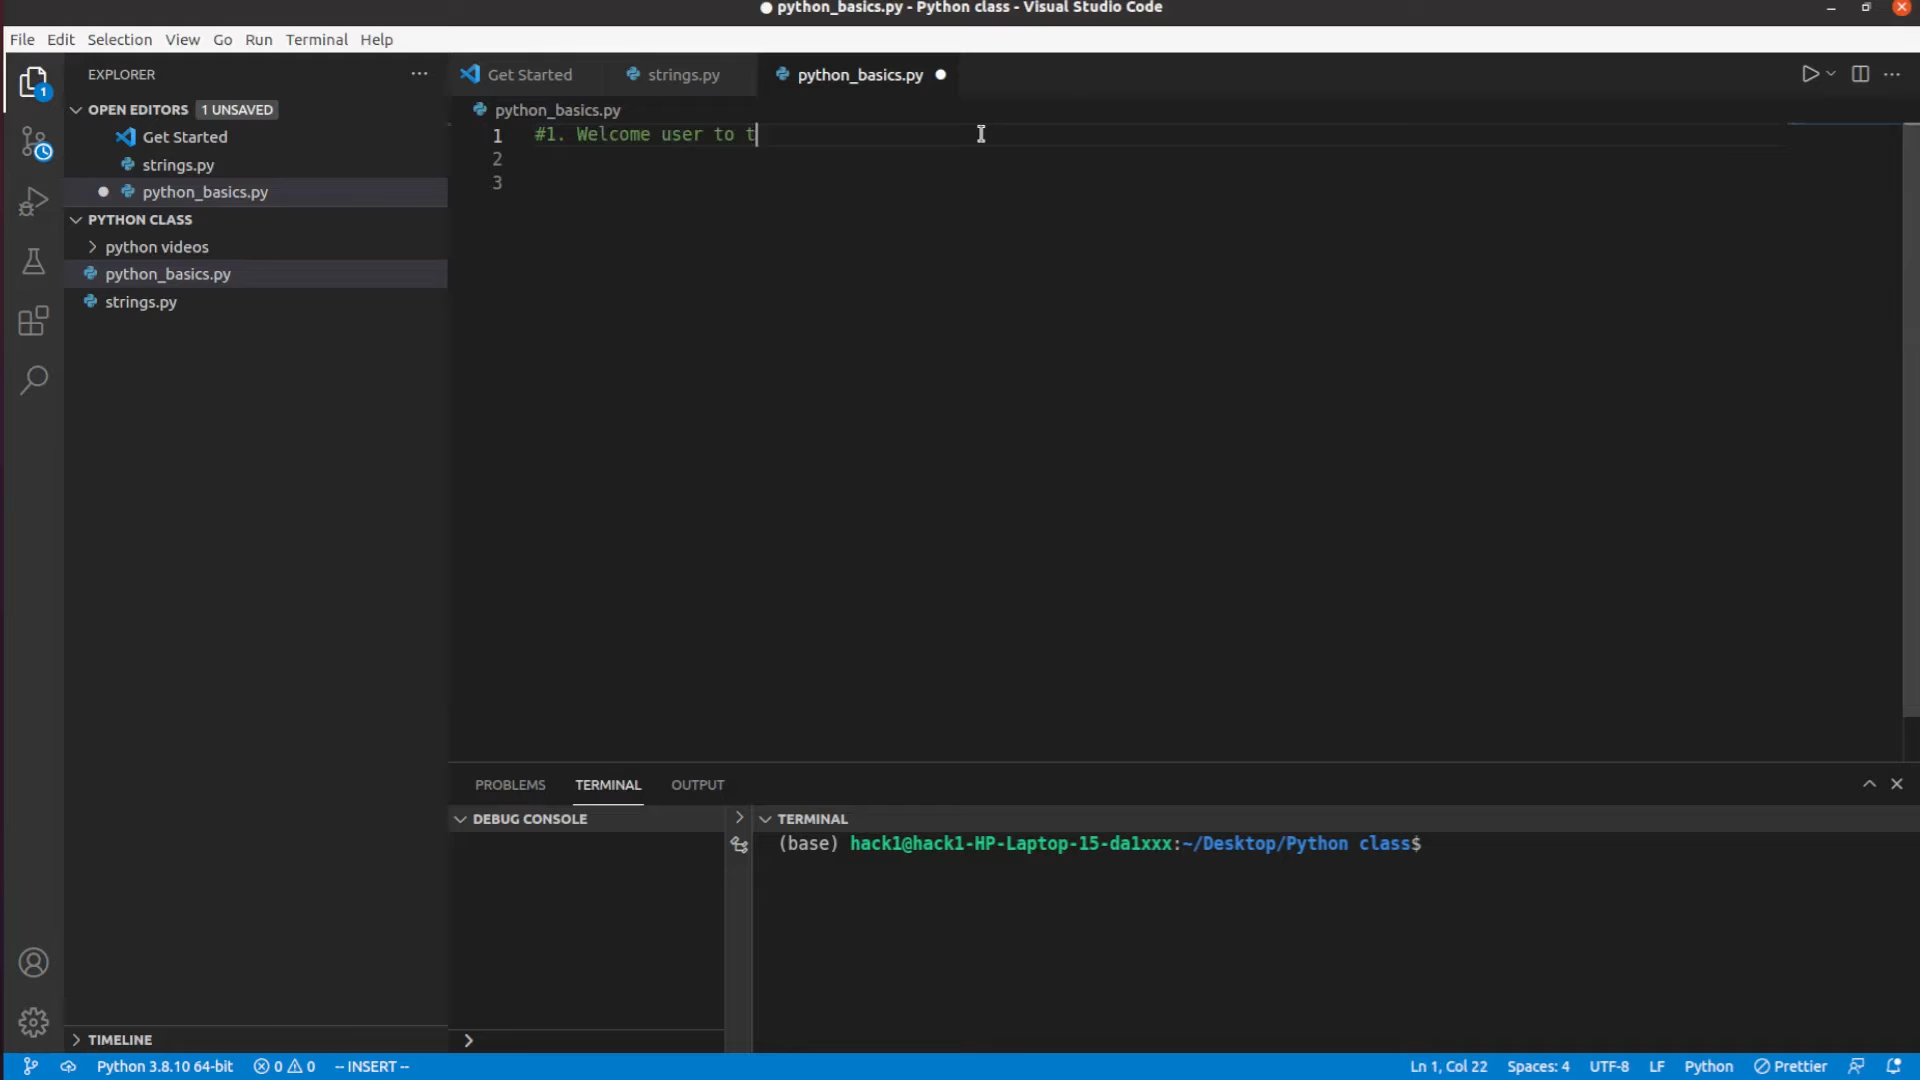 python_basics.py - Python class - Visual Studio Code
File Edit Selection View Go Run Terminal Help
EXPLORER
Get Started strings.py python_basics.py
OPEN EDITORS 1 UNSAVED
python_basics.py
Get Started
strings.py
python_basics.py
PYTHON CLASS
python videos
python_basics.py
strings.py
1 #1. Welcome user to t
2
3
1
PROBLEMS TERMINAL OUTPUT
DEBUG CONSOLE
TERMINAL
(base) hack1@hack1-HP-Laptop-15-da1xxx:~/Desktop/Python class$
TIMELINE
Python 3.8.10 64-bit 0 0 -- INSERT -- Ln 1, Col 22 Spaces: 4 UTF-8 LF Python Prettier